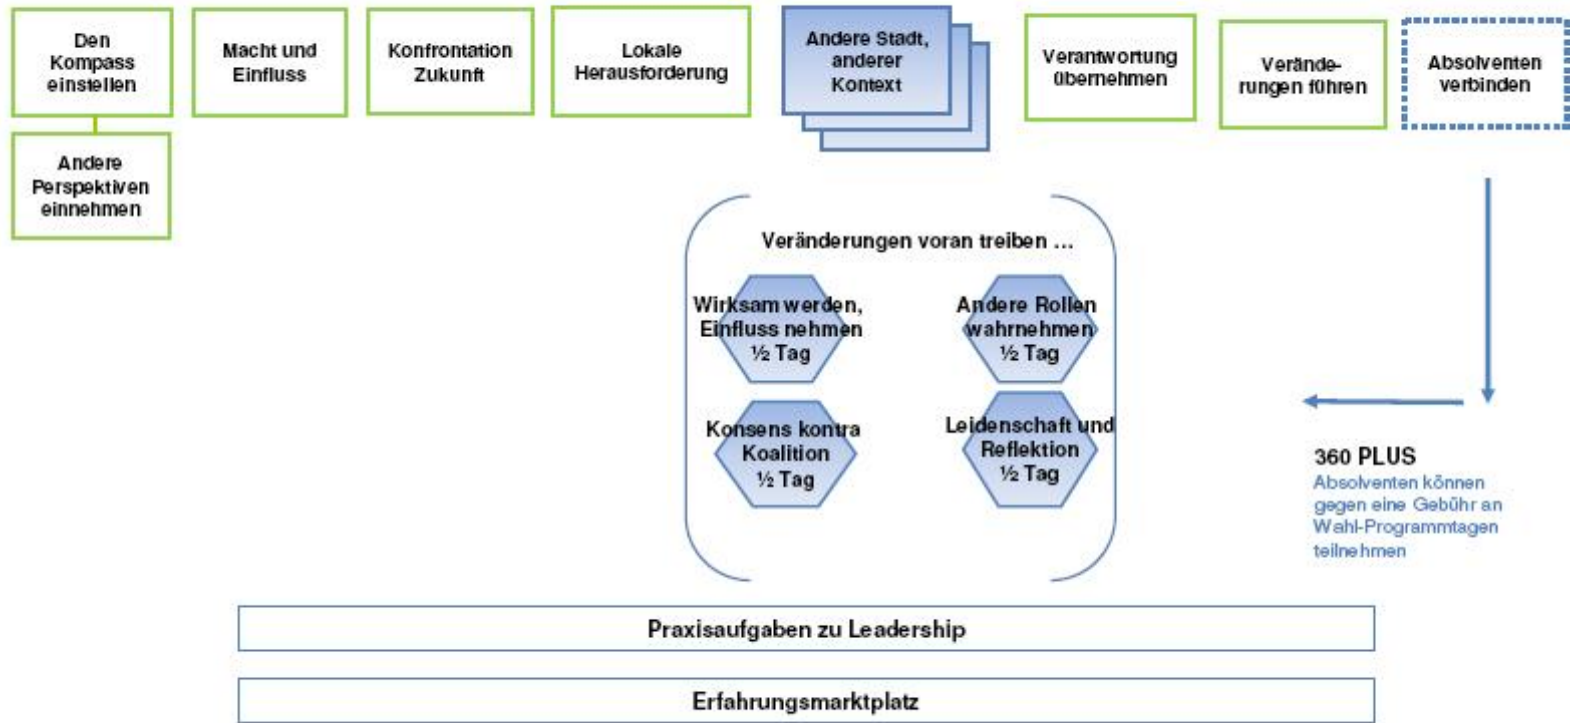 Den
Kompass
einstellen
Macht und
Einfluss
Konfrontation
Zukunft
Lokale
Herausforderung
Andere Stadt,
anderer
Kontext
Verantwortung
übernehmen
Verände-
rungen führen
Absolventen
verbinden
Andere
Perspektiven
einnehmen
Veränderungen voran treiben ...
Wirksam werden,
Einfluss nehmen
½ Tag
Andere Rollen
wahrnehmen
½ Tag
Konsens kontra
Koalition
½ Tag
Leidenschaft und
Reflektion
½ Tag
360 PLUS
Absolventen können
gegen eine Gebühr an
Wahl-Programmtagen
teilnehmen
Praxisaufgaben zu Leadership
Erfahrungsmarktplatz